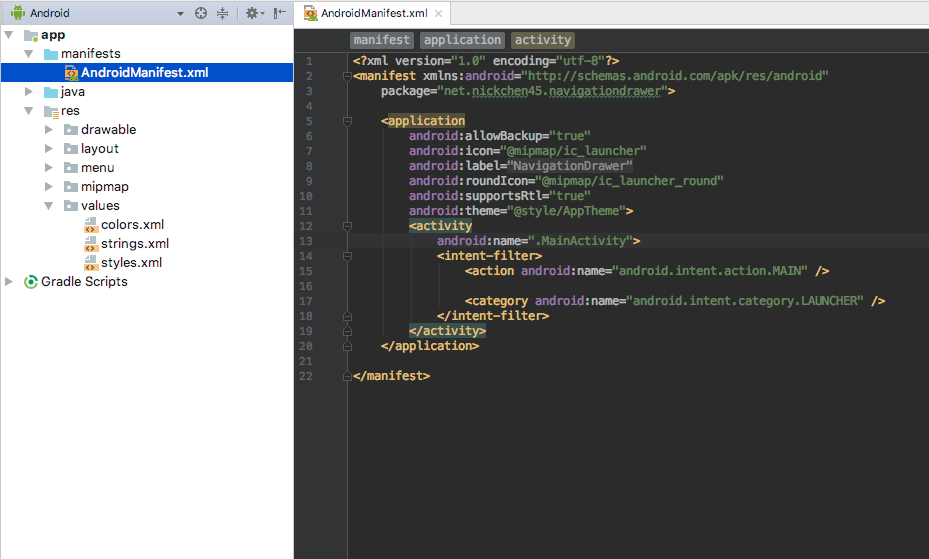 Android
AndroidManifest.xml
app
manifests
AndroidManifest.xml
java
res
drawable
layout
menu
mipmap
values
colors.xml
strings.xml
styles.xml
Gradle Scripts
manifest application activity
1 <?xml version="1.0" encoding="utf-8"?>
2 <manifest xmlns:android="http://schemas.android.com/apk/res/android"
3 package="net.nickchen45.navigationdrawer">
4
5 <application
6 android:allowBackup="true"
7 android:icon="@mipmap/ic_launcher"
8 android:label="NavigationDrawer"
9 android:roundIcon="@mipmap/ic_launcher_round"
10 android:supportsRtl="true"
11 android:theme="@style/AppTheme">
12 <activity
13 android:name=".MainActivity">
14 <intent-filter>
15 <action android:name="android.intent.action.MAIN" />
16
17 <category android:name="android.intent.category.LAUNCHER" />
18 </intent-filter>
19 </activity>
20 </application>
21
22 </manifest>